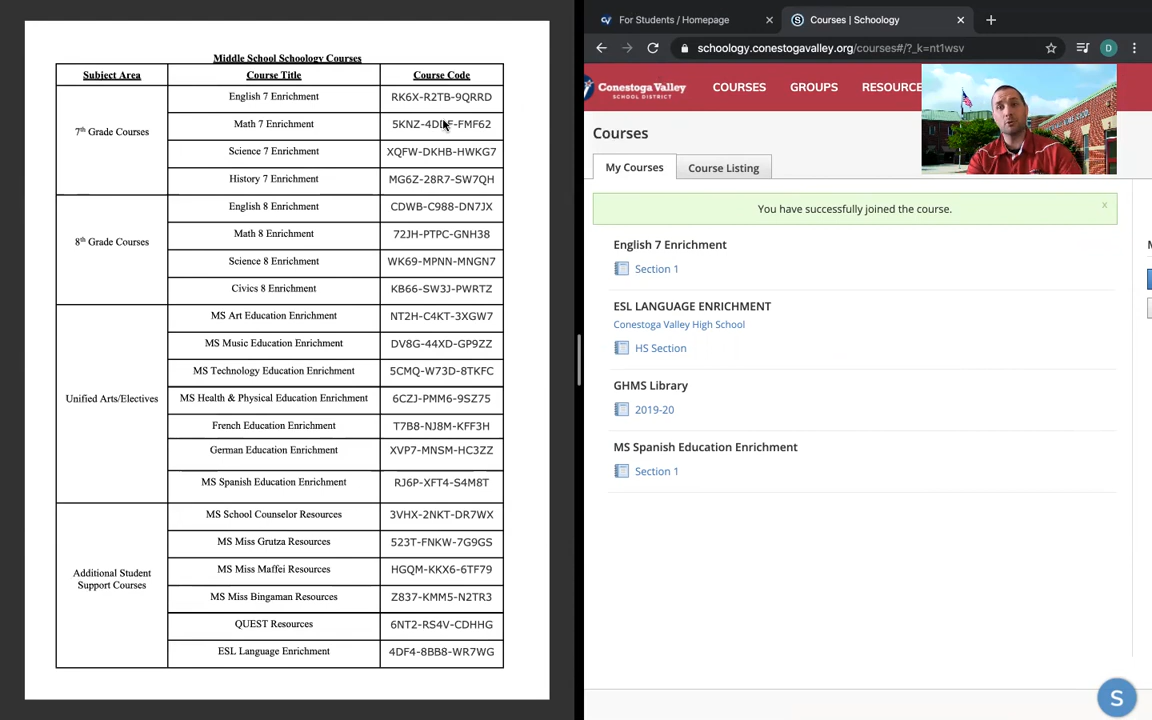 Middle School Schoology Courses
Subject Area Course Title Course Code
7th Grade Courses
English 7 Enrichment RK6X-R2TB-9QRRD
Math 7 Enrichment FMF62
Science 7 Enrichment XQFW-DKHB-HWKG7
History 7 Enrichment MG6Z-28R7-SW7QH
8th Grade Courses
English 8 Enrichment CDWB-C988-DN7JX
Math 8 Enrichment 72JH-PTPC-GNH38
Science 8 Enrichment WK69-MPNN-MNGN7
Civics 8 Enrichment KB66-SW3J-PWRTZ
Unified Arts/Electives
MS Art Education Enrichment NT2H-C4KT-3XGW7
MS Music Education Enrichment DV8G-44XD-GP9ZZ
MS Technology Education Enrichment 5CMQ-W73D-8TKFC
MS Health & Physical Education Enrichment 6CZJ-PMM6-9SZ75
French Education Enrichment T7B8-NJ8M-KFF3H
German Education Enrichment XVP7-MNSM-HC3ZZ
MS Spanish Education Enrichment RJ6P-XFT4-S4M8T
Additional Student
Support Courses
MS School Counselor Resources 3VHX-2NKT-DR7WX
MS Miss Grutza Resources 523T-FNKW-7G9GS
MS Miss Maffei Resources HGQM-KKX6-6TF79
MS Miss Bingaman Resources Z837-KMM5-N2TR3
QUEST Resources 6NT2-RS4V-CDHHG
ESL Language Enrichment 4DF4-8BB8-WR7WG
For Students / Homepage Courses | Schoology
schoology.conestogavalley.org/courses#/?_k=nt1wsv D
Conestoga Valley
SCHOOL DISTRICT
COURSES GROUPS RESOURCE
Courses
My Courses Course Listing
You have successfully joined the course. x
English 7 Enrichment
Section 1
ESL LANGUAGE ENRICHMENT
Conestoga Valley High School
HS Section
GHMS Library
2019-20
MS Spanish Education Enrichment
Section 1
S